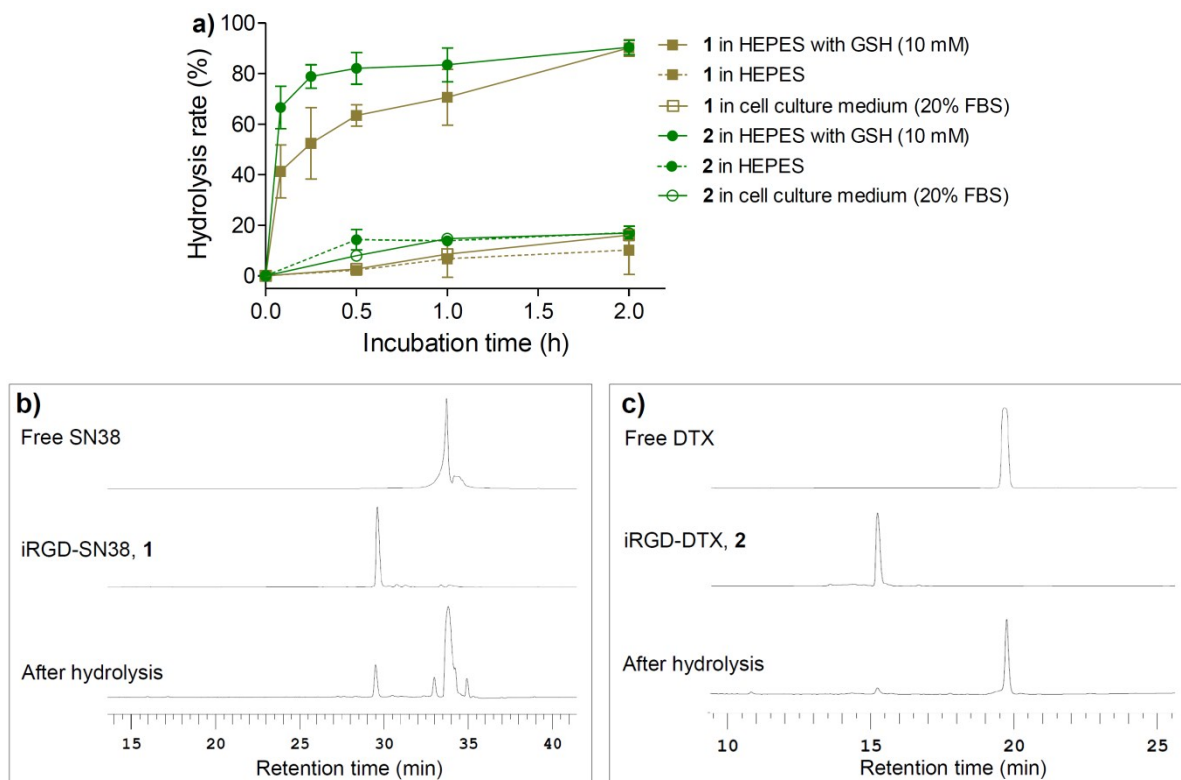 a)
100
80
60
40
20
0
Hydrolysis rate (%)
0.0 0.5 1.0 1.5 2.0
Incubation time (h)
1 in HEPES with GSH (10 mM)
1 in HEPES
1 in cell culture medium (20% FBS)
2 in HEPES with GSH (10 mM)
2 in HEPES
2 in cell culture medium (20% FBS)
b)
Free SN38
iRGD-SN38, 1
After hydrolysis
15 20 25 30 35 40
Retention time (min)
c)
Free DTX
iRGD-DTX, 2
After hydrolysis
10 15 20 25
Retention time (min)